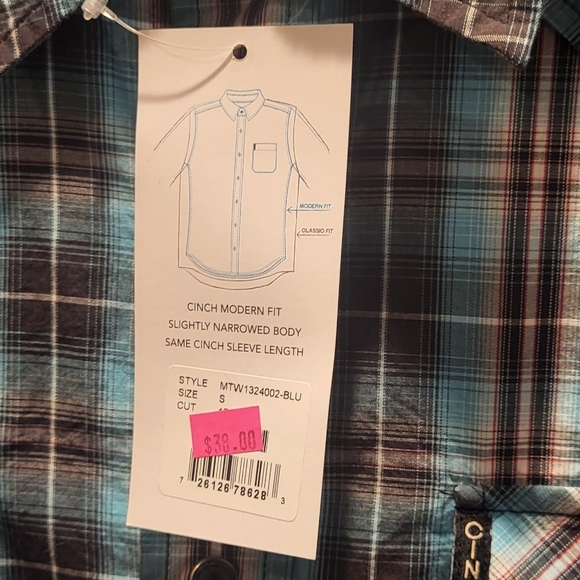 MODERN FIT
CLASSIC FIT
CINCH MODERN FIT
SLIGHTLY NARROWED BODY
SAME CINCH SLEEVE LENGTH
STYLE MTW1324002-BLU
SIZE S
CUT
$38.00
7 26126 78628 3
CIN